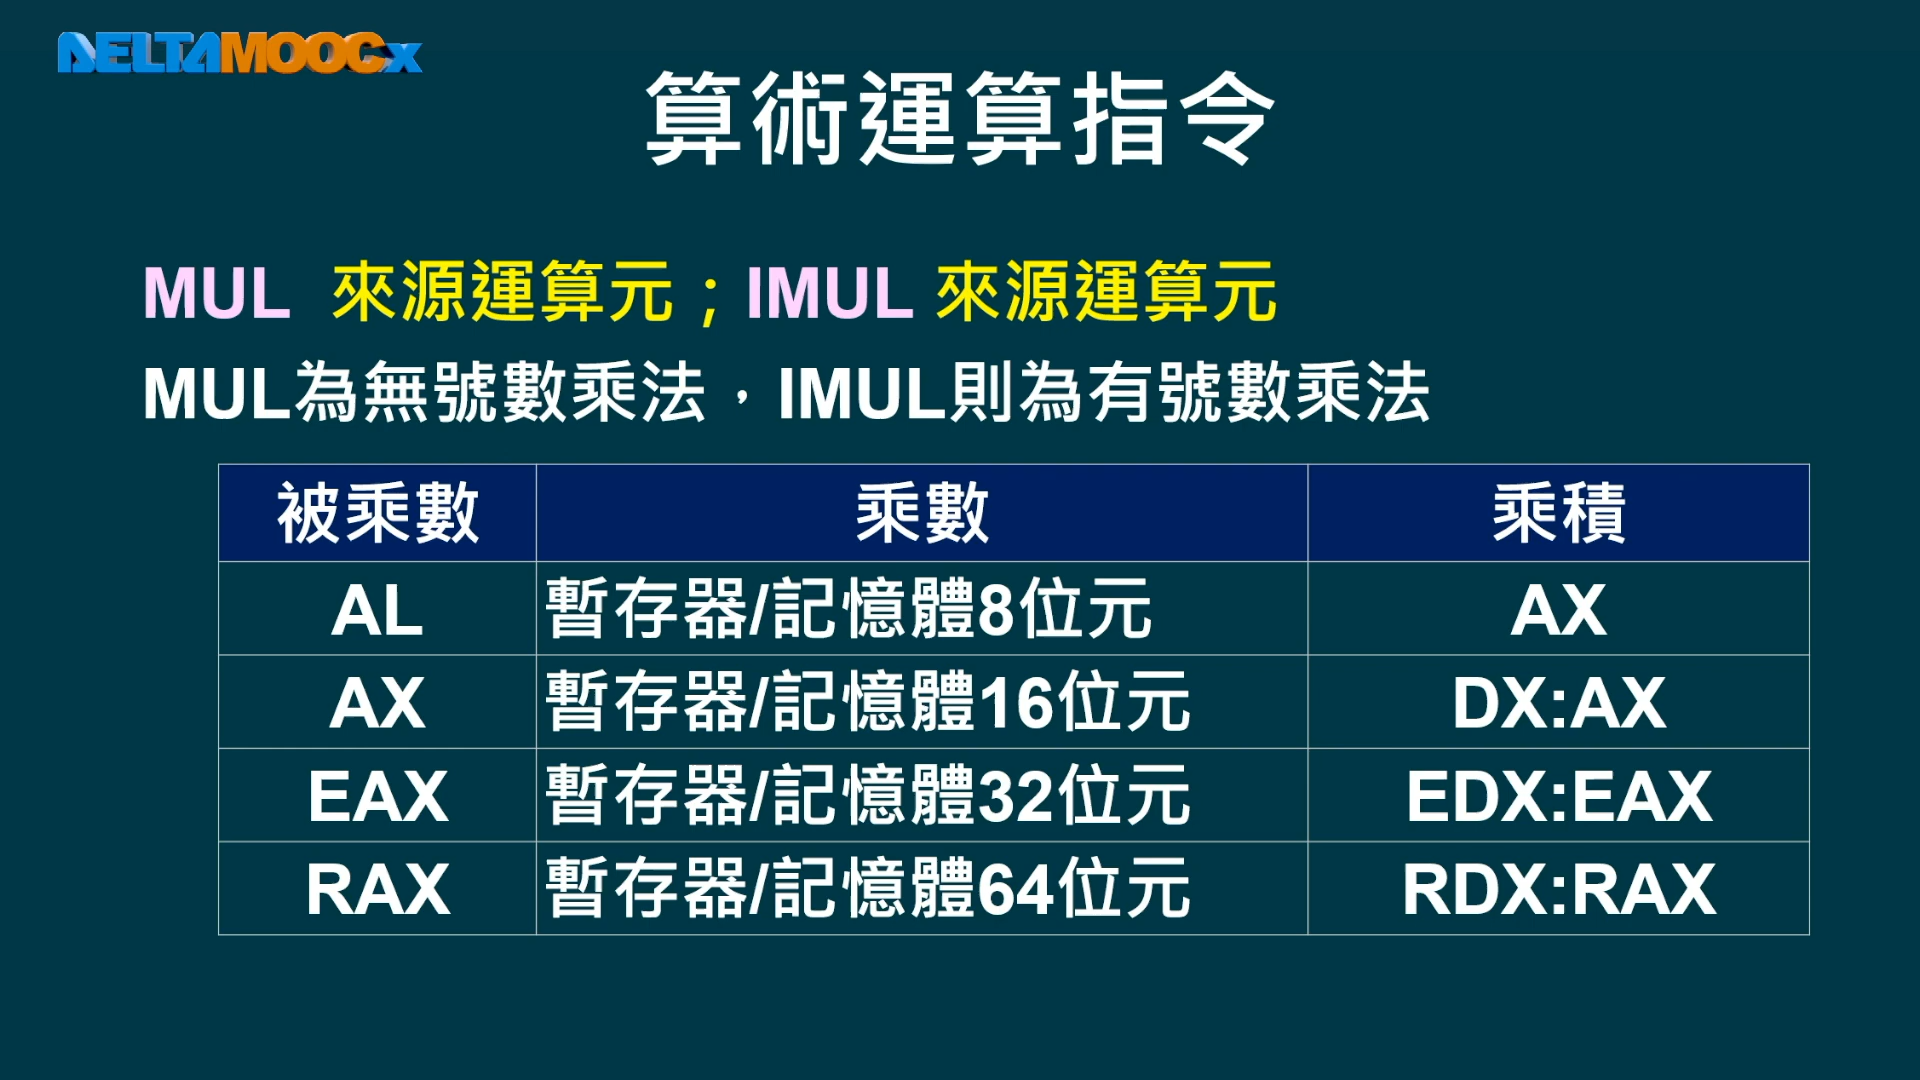 DELTAMOOCx
算術運算指令
MUL 來源運算元；IMUL 來源運算元
MUL為無號數乘法，IMUL則為有號數乘法
被乘數 乘數 乘積
AL 暫存器/記憶體8位元 AX
AX 暫存器/記憶體16位元 DX:AX
EAX 暫存器/記憶體32位元 EDX:EAX
RAX 暫存器/記憶體64位元 RDX:RAX